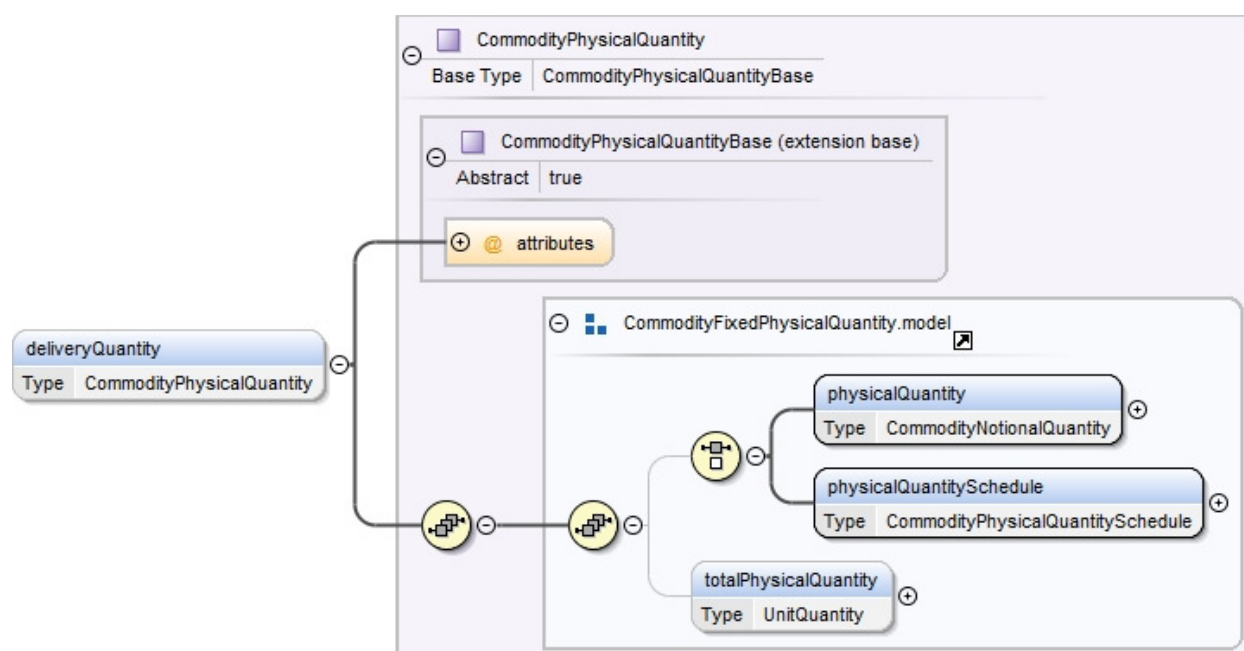 CommodityPhysicalQuantity
Base Type CommodityPhysicalQuantityBase
CommodityPhysicalQuantityBase (extension base)
Abstract true
@ attributes
CommodityFixedPhysicalQuantity.model
deliveryQuantity
Type CommodityPhysicalQuantity
physicalQuantity
Type CommodityNotionalQuantity
physicalQuantitySchedule
Type CommodityPhysicalQuantitySchedule
totalPhysicalQuantity
Type UnitQuantity